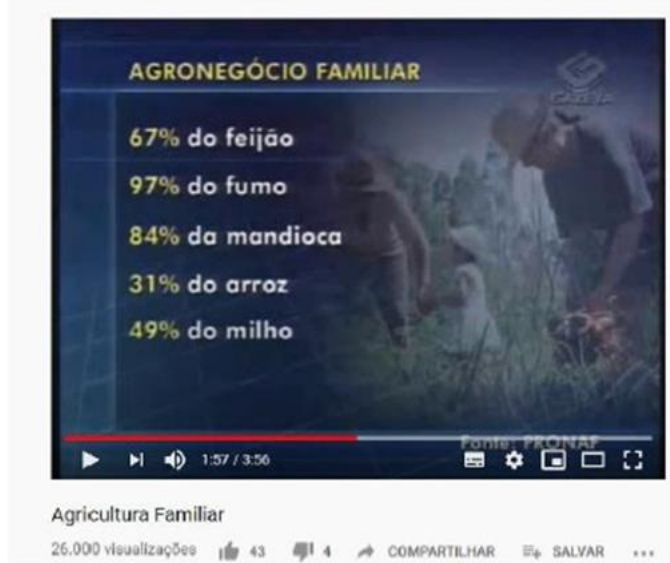 AGRONEGÓCIO FAMILIAR
GAZETA
67% do feijão
97% do fumo
84% da mandioca
31% do arroz
49% do milho
Fonte: PRONAF
1:57 / 3:56
Agricultura Familiar
26.000 visualizações 43 4 COMPARTILHAR SALVAR